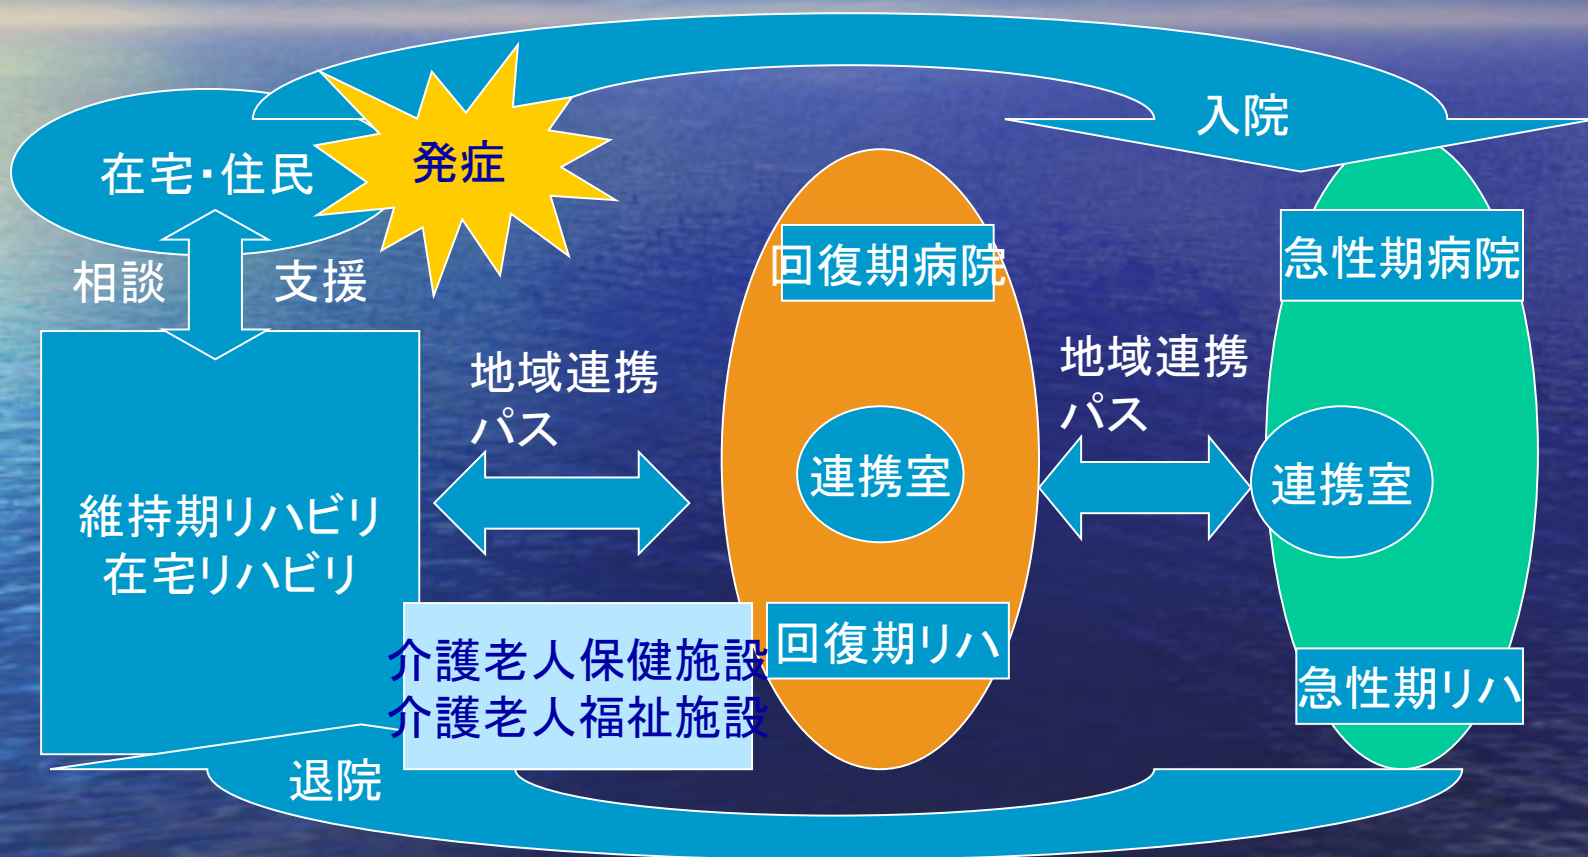 入院
発症
在宅・住民
回復期病院
急性期病院
相談
支援
地域連携
パス
地域連携
パス
連携室
連携室
維持期リハビリ
在宅リハビリ
介護老人保健施設
介護老人福祉施設
回復期リハ
急性期リハ
退院